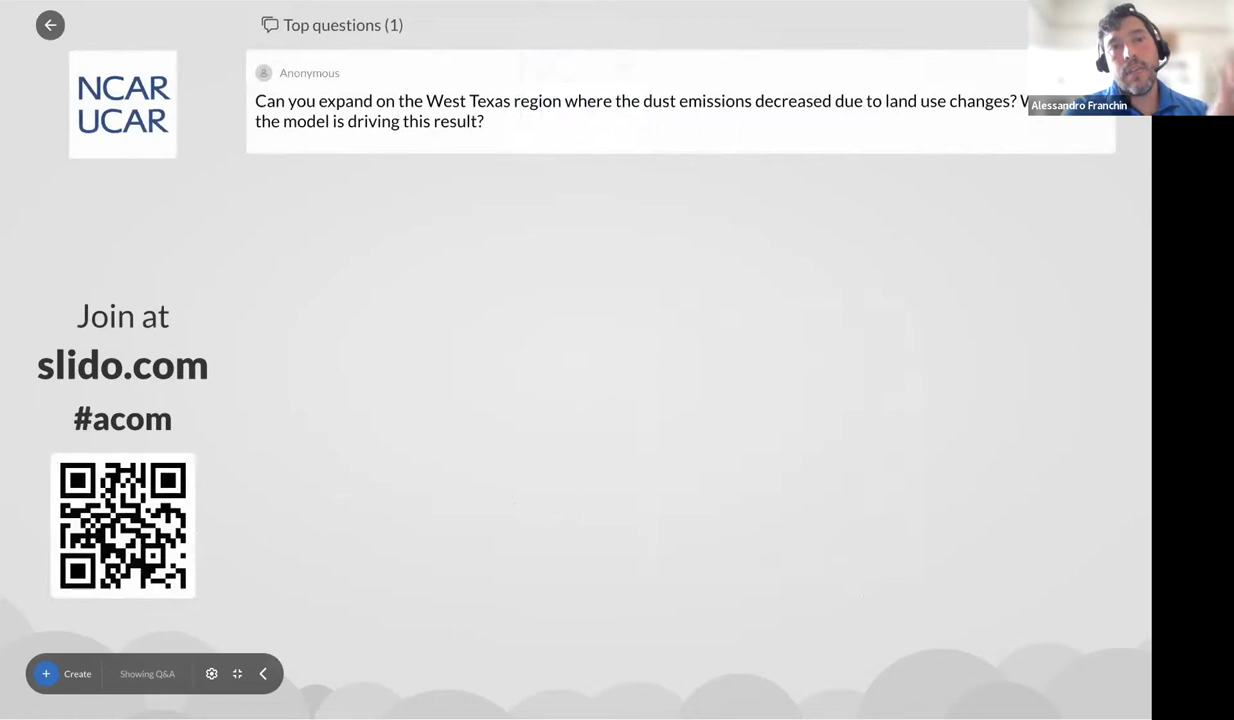 Top questions (1)
NCAR
UCAR
Anonymous
Can you expand on the West Texas region where the dust emissions decreased due to land use changes?
the model is driving this result?
Alessandro Franchin
Join at
slido.com
#acom
Create
Showing Q&A